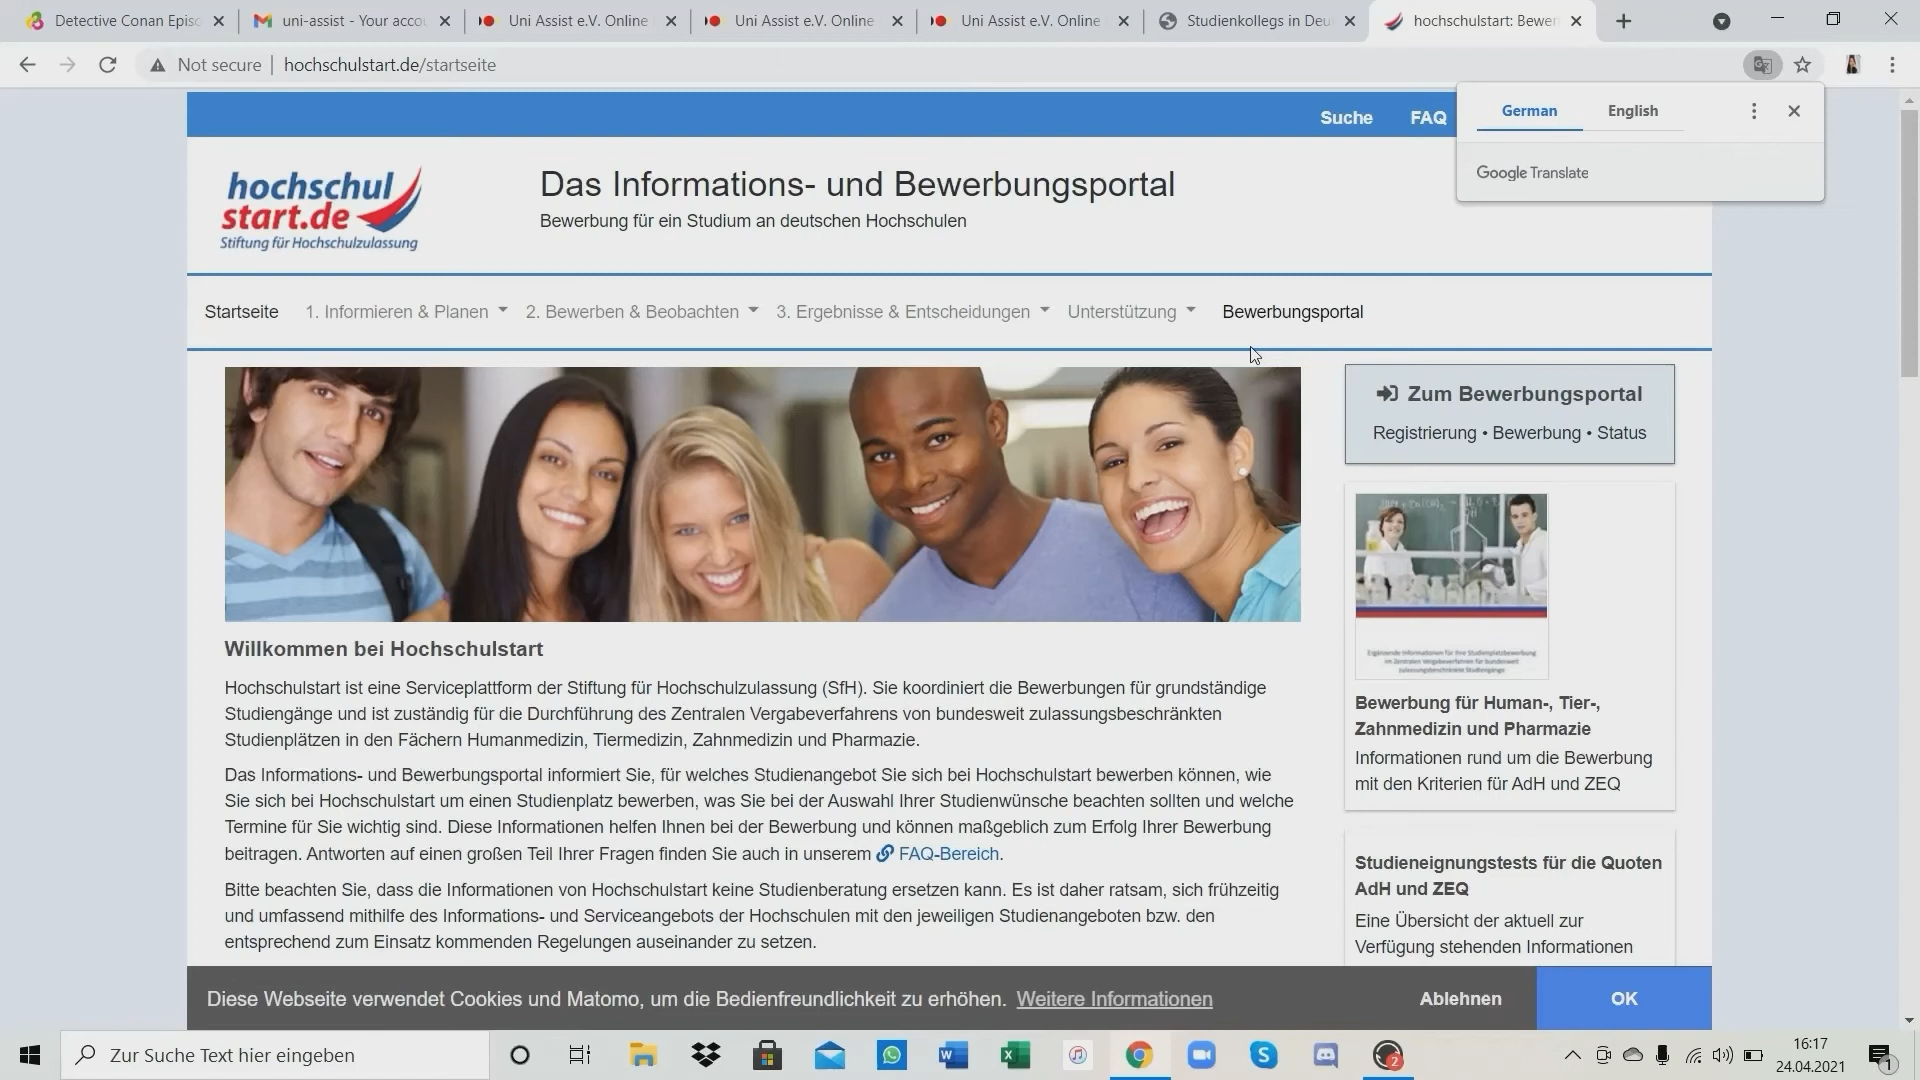 Detective Conan Episo
uni-assist - Your accou
Uni Assist e.V. Online
Uni Assist e.V. Online
Uni Assist e.V. Online
Studienkollegs in Deu
hochschulstart: Bewer
Not secure
hochschulstart.de/startseite
German
English
Google Translate
Suche
FAQ
hochschul
start.de
Stiftung für Hochschulzulassung
Das Informations- und Bewerbungsportal
Bewerbung für ein Studium an deutschen Hochschulen
Startseite
1. Informieren & Planen
2. Bewerben & Beobachten
3. Ergebnisse & Entscheidungen
Unterstützung
Bewerbungsportal
Zum Bewerbungsportal
Registrierung • Bewerbung • Status
Willkommen bei Hochschulstart
Hochschulstart ist eine Serviceplattform der Stiftung für Hochschulzulassung (SfH). Sie koordiniert die Bewerbungen für grundständige
Studiengänge und ist zuständig für die Durchführung des Zentralen Vergabeverfahrens von bundesweit zulassungsbeschränkten
Studienplätzen in den Fächern Humanmedizin, Tiermedizin, Zahnmedizin und Pharmazie.
Das Informations- und Bewerbungsportal informiert Sie, für welches Studienangebot Sie sich bei Hochschulstart bewerben können, wie
Sie sich bei Hochschulstart um einen Studienplatz bewerben, was Sie bei der Auswahl Ihrer Studienwünsche beachten sollten und welche
Termine für Sie wichtig sind. Diese Informationen helfen Ihnen bei der Bewerbung und können maßgeblich zum Erfolg Ihrer Bewerbung
beitragen. Antworten auf einen großen Teil Ihrer Fragen finden Sie auch in unserem FAQ-Bereich.
Bitte beachten Sie, dass die Informationen von Hochschulstart keine Studienberatung ersetzen kann. Es ist daher ratsam, sich frühzeitig
und umfassend mithilfe des Informations- und Serviceangebots der Hochschulen mit den jeweiligen Studienangeboten bzw. den
entsprechend zum Einsatz kommenden Regelungen auseinander zu setzen.
Ergänzende Informationen für Ihre Studienplatzbewerbung
im Zentralen Vergabeverfahren für bundesweit
zulassungsbeschränkte Studiengänge
Bewerbung für Human-, Tier-,
Zahnmedizin und Pharmazie
Informationen rund um die Bewerbung
mit den Kriterien für AdH und ZEQ
Studieneignungstests für die Quoten
AdH und ZEQ
Eine Übersicht der aktuell zur
Verfügung stehenden Informationen
Diese Webseite verwendet Cookies und Matomo, um die Bedienfreundlichkeit zu erhöhen. Weitere Informationen
Ablehnen
OK
Zur Suche Text hier eingeben
2
16:17
24.04.2021
1